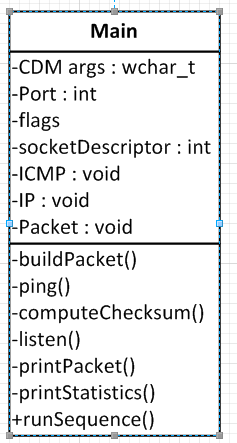 Main
-CDM args : wchar_t
-Port : int
-flags
-socketDescriptor : int
-ICMP : void
-IP : void
-Packet : void
-buildPacket()
-ping()
-computeChecksum()
-listen()
-printPacket()
-printStatistics()
+runSequence()